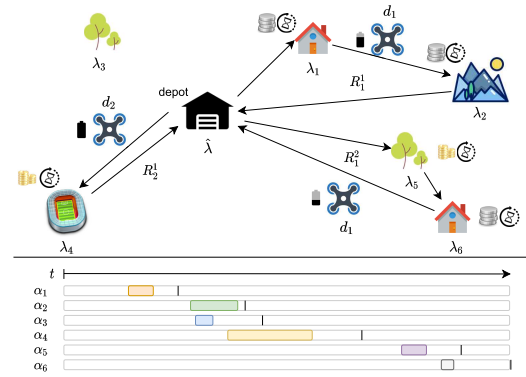 d₁
λ₁
λ₃
R₁¹
depot
d₂
λ₂
λ̂
R₁²
R₂¹
λ₅
d₁
λ₄
λ₆
t
α₁
α₂
α₃
α₄
α₅
α₆